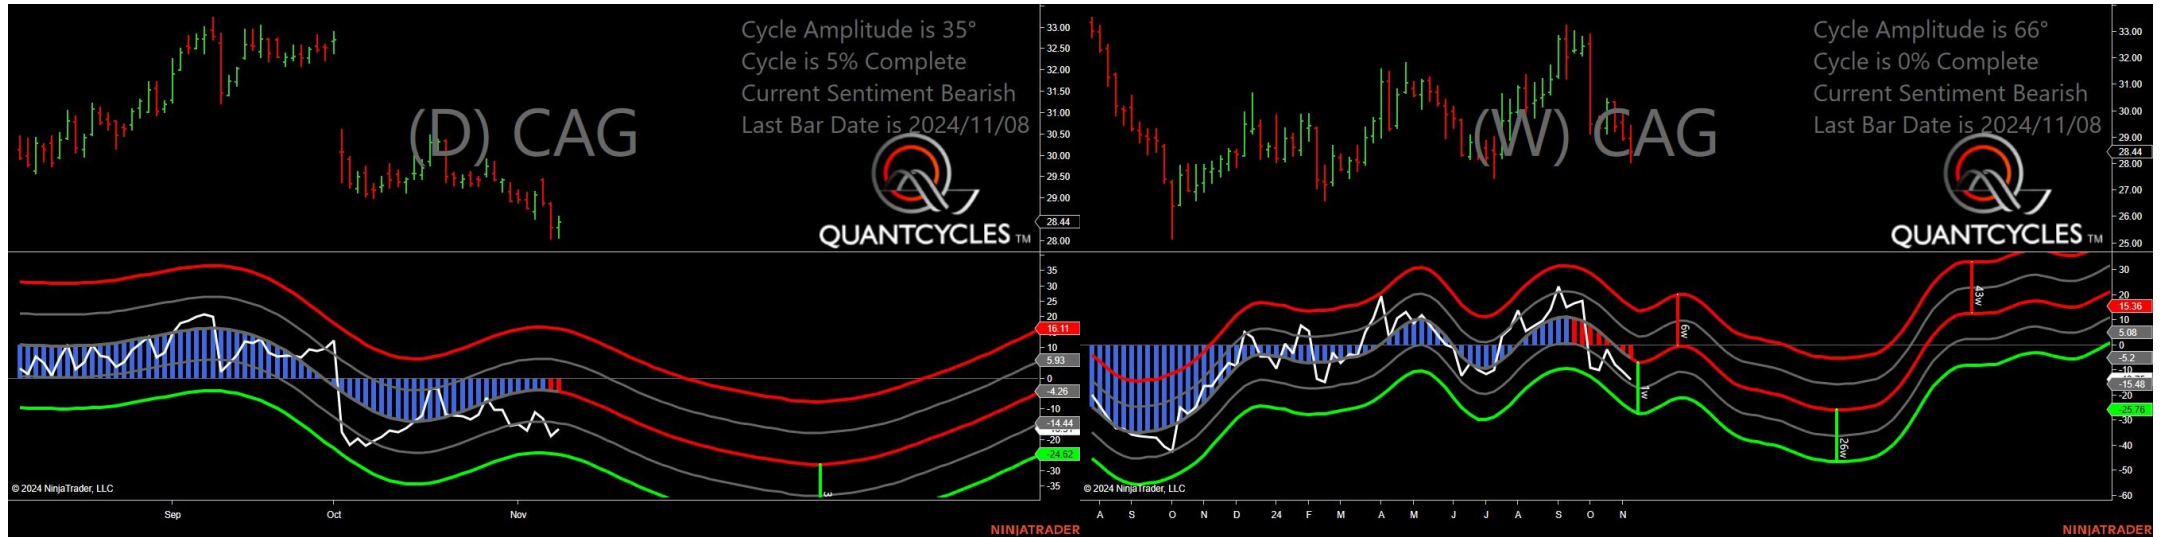 Cycle Amplitude is 35°
Cycle is 5% Complete
Current Sentiment Bearish
Last Bar Date is 2024/11/08
(D) CAG
QUANTCYCLES TM
33.00
32.50
32.00
31.50
31.00
30.50
30.00
29.50
29.00
28.44
28.00
35
30
25
20
16.11
10
5.93
0
-4.26
-10
-14.44
-20
-24.62
-30
-35
3
© 2024 NinjaTrader, LLC
Sep
Oct
Nov
NINJATRADER
Cycle Amplitude is 66°
Cycle is 0% Complete
Current Sentiment Bearish
Last Bar Date is 2024/11/08
(W) CAG
QUANTCYCLES TM
33.00
32.00
31.00
30.00
29.00
28.44
28.00
27.00
26.00
25.00
30
20
15.36
10
5.08
0
-5.2
-10
-15.48
-20
-25.76
-30
-40
-50
-60
1w
6w
26w
43w
© 2024 NinjaTrader, LLC
A S O N D 24 F M A M J J A S O N
NINJATRADER